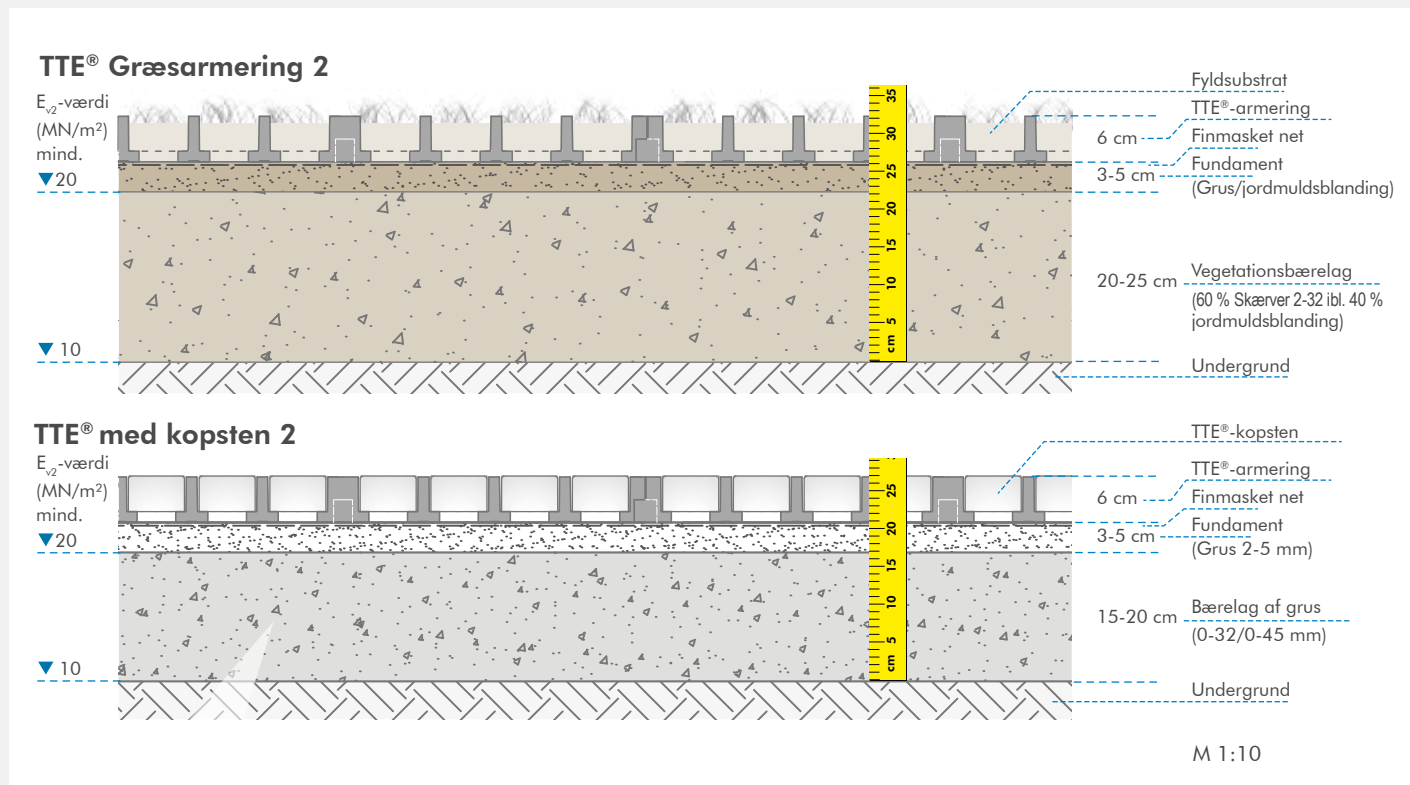 TTE® Græsarmering 2
Ev2-værdi
(MN/m²)
mind.
20
10
35
30
25
20
15
10
5
cm
Fyldsubstrat
TTE®-armering
6 cm
Finmasket net
3-5 cm
Fundament
(Grus/jordmuldsblanding)
20-25 cm
Vegetationsbærelag
(60 % Skærver 2-32 ibl. 40 %
jordmuldsblanding)
Undergrund
TTE® med kopsten 2
Ev2-værdi
(MN/m²)
mind.
20
10
25
20
15
10
5
cm
TTE®-kopsten
TTE®-armering
6 cm
Finmasket net
3-5 cm
Fundament
(Grus 2-5 mm)
15-20 cm
Bærelag af grus
(0-32/0-45 mm)
Undergrund
M 1:10